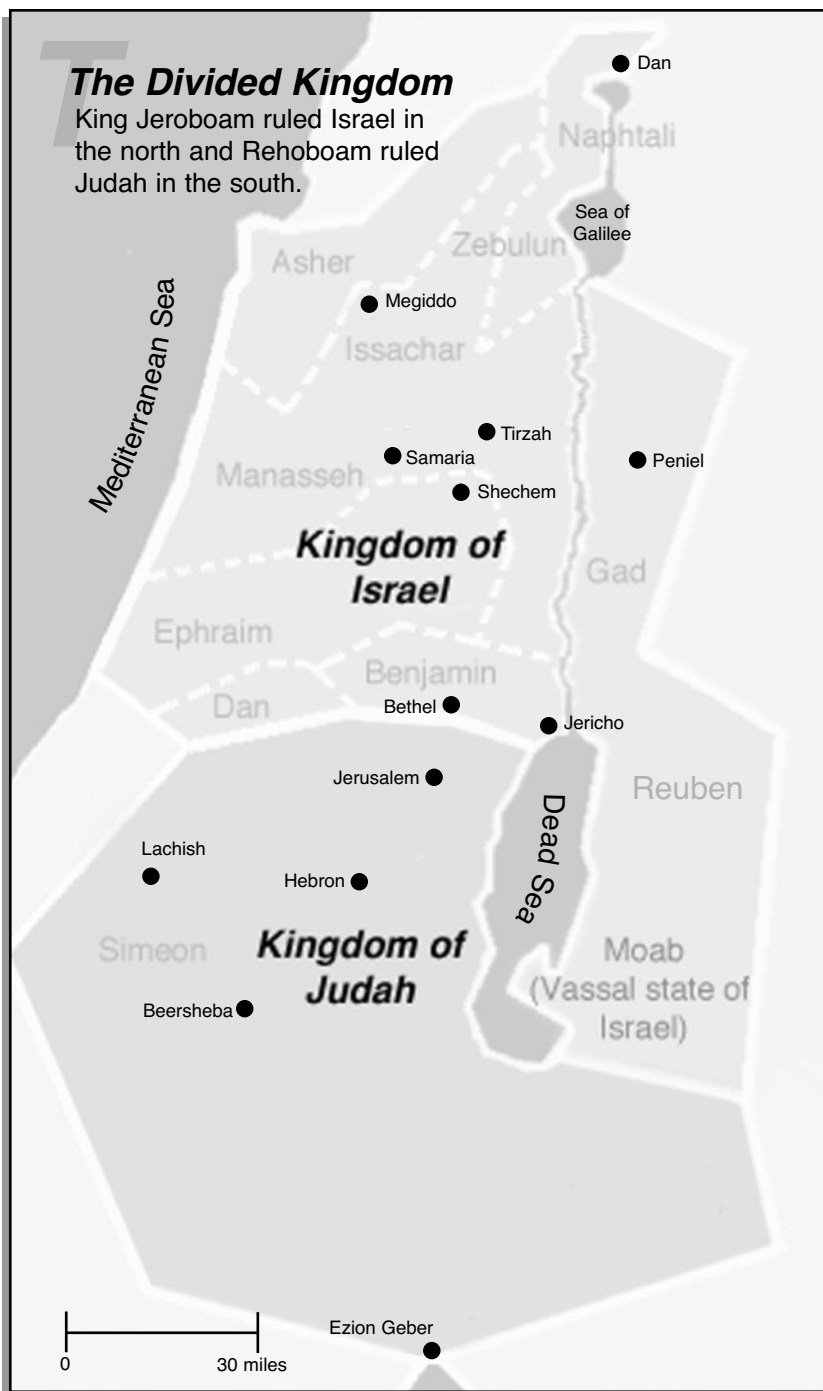 T
The Divided Kingdom
King Jeroboam ruled Israel in
the north and Rehoboam ruled
Judah in the south.
Dan
Naphtali
Sea of
Galilee
Zebulun
Asher
Megiddo
Mediterranean Sea
Issachar
Tirzah
Samaria
Peniel
Manasseh
Shechem
Kingdom of
Israel
Gad
Ephraim
Benjamin
Dan
Bethel
Jericho
Jerusalem
Reuben
Dead Sea
Lachish
Hebron
Simeon
Kingdom of
Judah
Moab
(Vassal state of
Israel)
Beersheba
Ezion Geber
0
30 miles